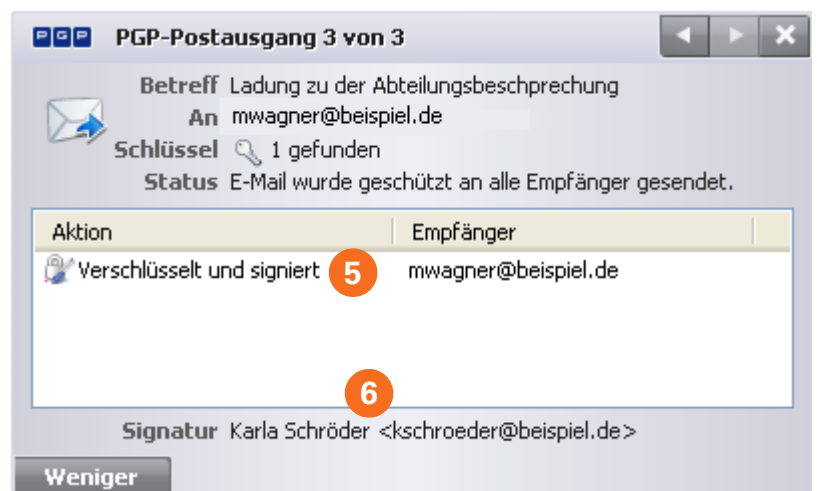 PGP PGP-Postausgang 3 von 3
Betreff Ladung zu der Abteilungsbeschprechung
An mwagner@beispiel.de
Schlüssel 1 gefunden
Status E-Mail wurde geschützt an alle Empfänger gesendet.
Aktion Empfänger
Verschlüsselt und signiert 5 mwagner@beispiel.de
6
Signatur Karla Schröder <kschroeder@beispiel.de>
Weniger